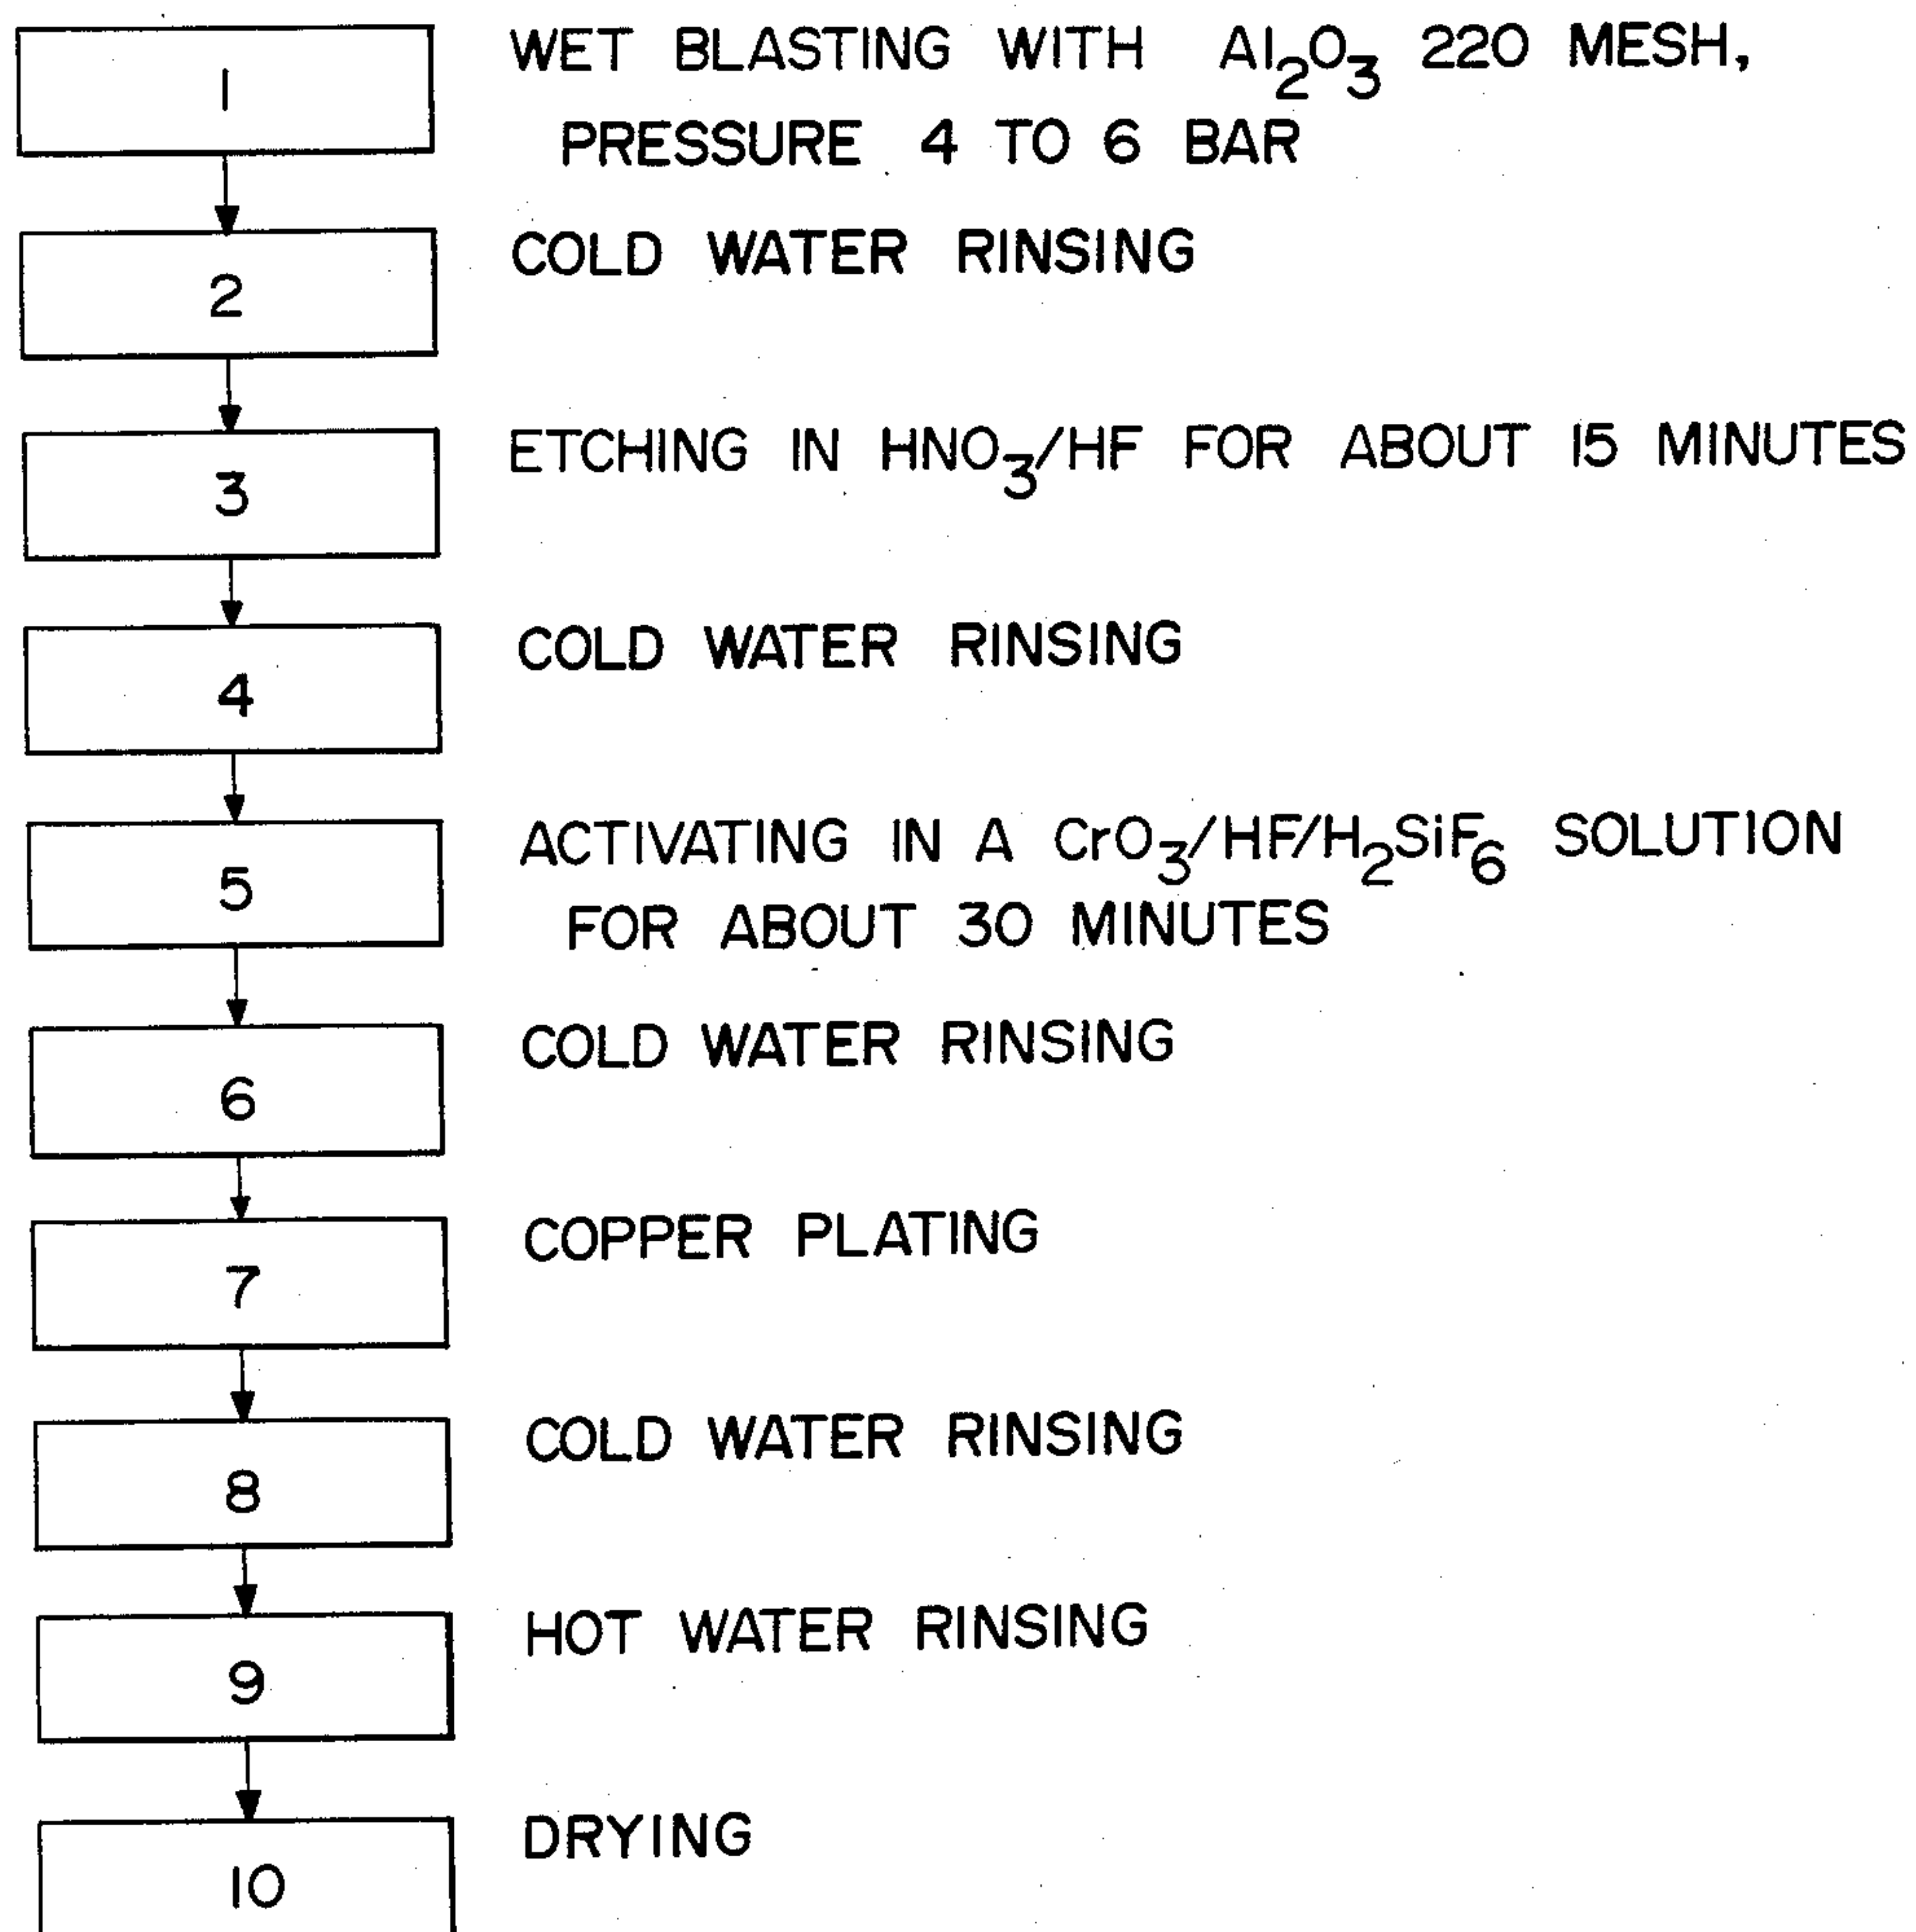 1
WET BLASTING WITH Al₂O₃ 220 MESH,
PRESSURE 4 TO 6 BAR
2
COLD WATER RINSING
3
ETCHING IN HNO₃/HF FOR ABOUT 15 MINUTES
4
COLD WATER RINSING
5
ACTIVATING IN A CrO₃/HF/H₂SiF₆ SOLUTION
FOR ABOUT 30 MINUTES
6
COLD WATER RINSING
7
COPPER PLATING
8
COLD WATER RINSING
9
HOT WATER RINSING
10
DRYING